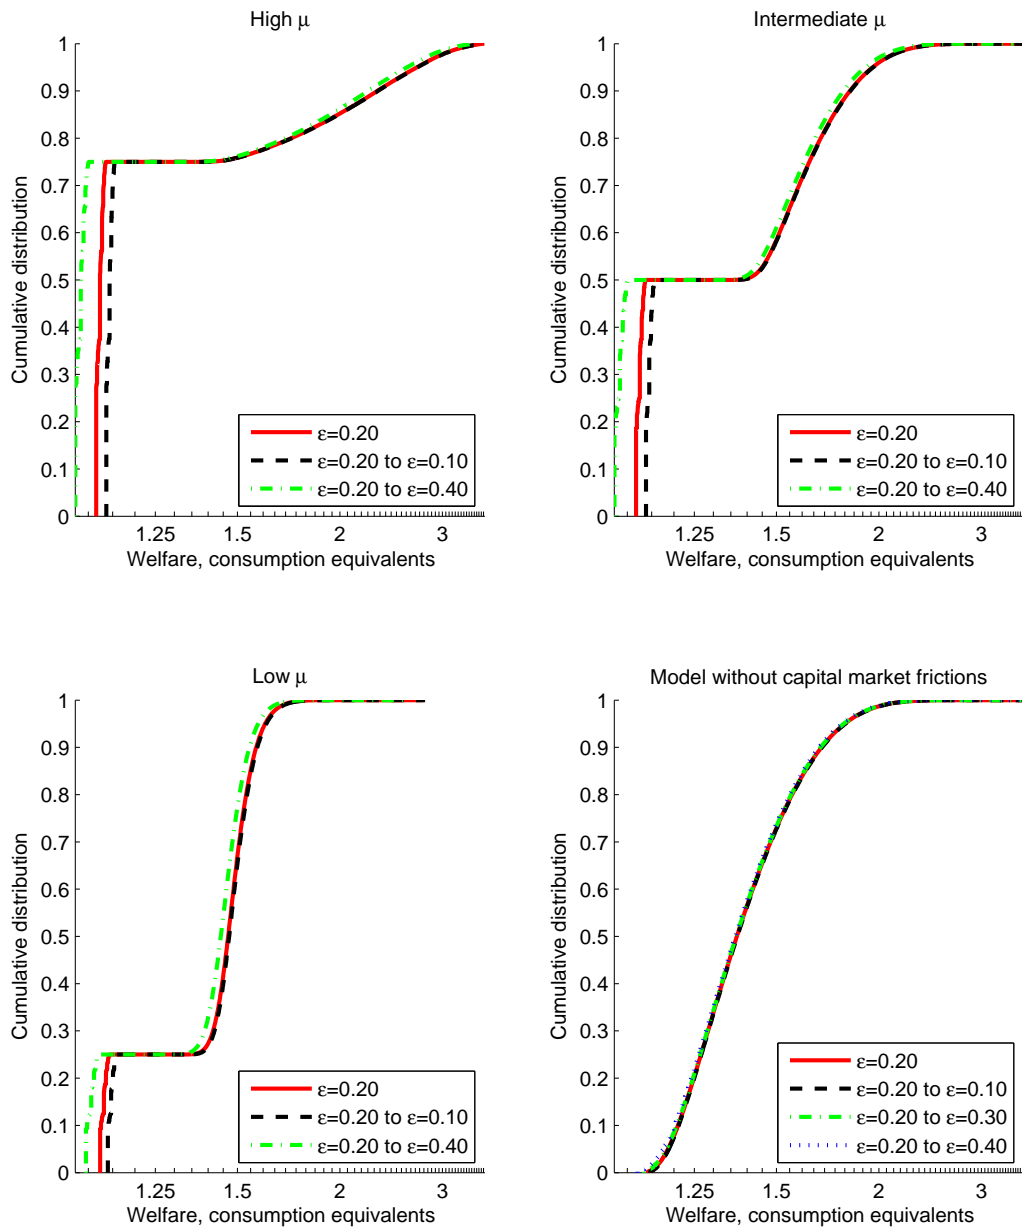 High μ
1
0.9
0.8
0.7
0.6
0.5
0.4
0.3
0.2
0.1
0
Cumulative distribution
1.25 1.5 2 3
Welfare, consumption equivalents
ε=0.20
ε=0.20 to ε=0.10
ε=0.20 to ε=0.40
Intermediate μ
1
0.9
0.8
0.7
0.6
0.5
0.4
0.3
0.2
0.1
0
Cumulative distribution
1.25 1.5 2 3
Welfare, consumption equivalents
ε=0.20
ε=0.20 to ε=0.10
ε=0.20 to ε=0.40
Low μ
1
0.9
0.8
0.7
0.6
0.5
0.4
0.3
0.2
0.1
0
Cumulative distribution
1.25 1.5 2 3
Welfare, consumption equivalents
ε=0.20
ε=0.20 to ε=0.10
ε=0.20 to ε=0.40
Model without capital market frictions
1
0.9
0.8
0.7
0.6
0.5
0.4
0.3
0.2
0.1
0
Cumulative distribution
1.25 1.5 2 3
Welfare, consumption equivalents
ε=0.20
ε=0.20 to ε=0.10
ε=0.20 to ε=0.30
ε=0.20 to ε=0.40